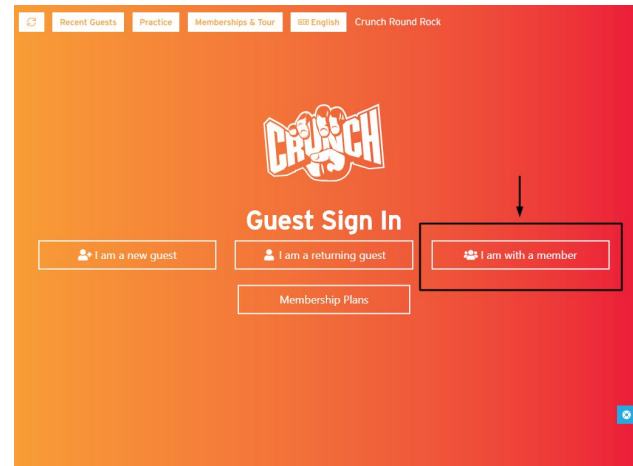 Recent Guests Practice Memberships & Tour English Crunch Round Rock
CRUNCH
Guest Sign In
I am a new guest I am a returning guest I am with a member
Membership Plans